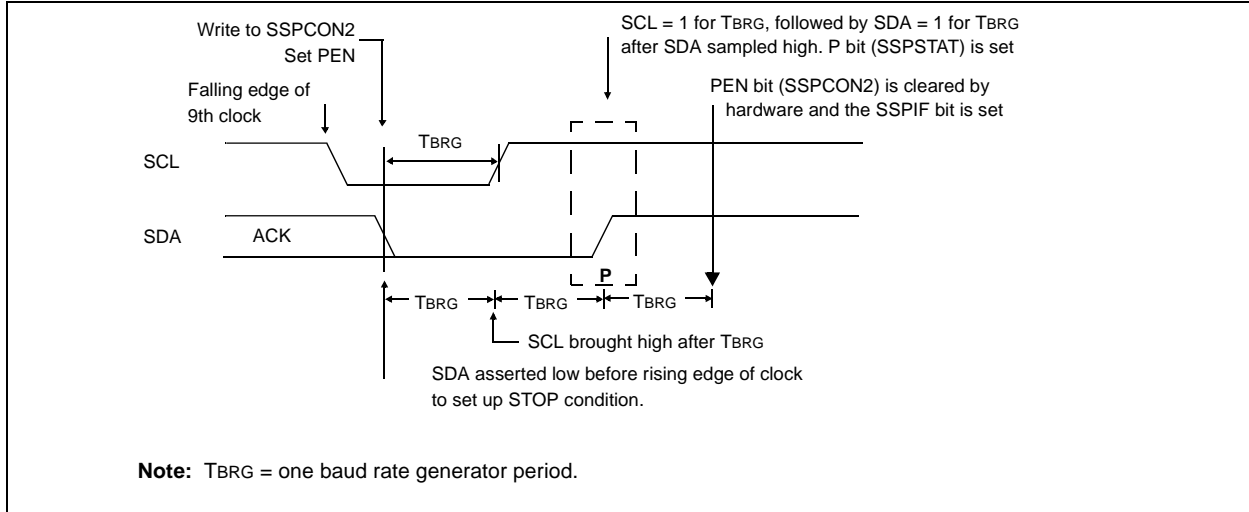 Write to SSPCON2
Set PEN
SCL = 1 for TBRG, followed by SDA = 1 for TBRG
after SDA sampled high. P bit (SSPSTAT) is set
Falling edge of
9th clock
PEN bit (SSPCON2) is cleared by
hardware and the SSPIF bit is set
TBRG
SCL
SDA
ACK
P
TBRG
TBRG
TBRG
SCL brought high after TBRG
SDA asserted low before rising edge of clock
to set up STOP condition.
Note: TBRG = one baud rate generator period.